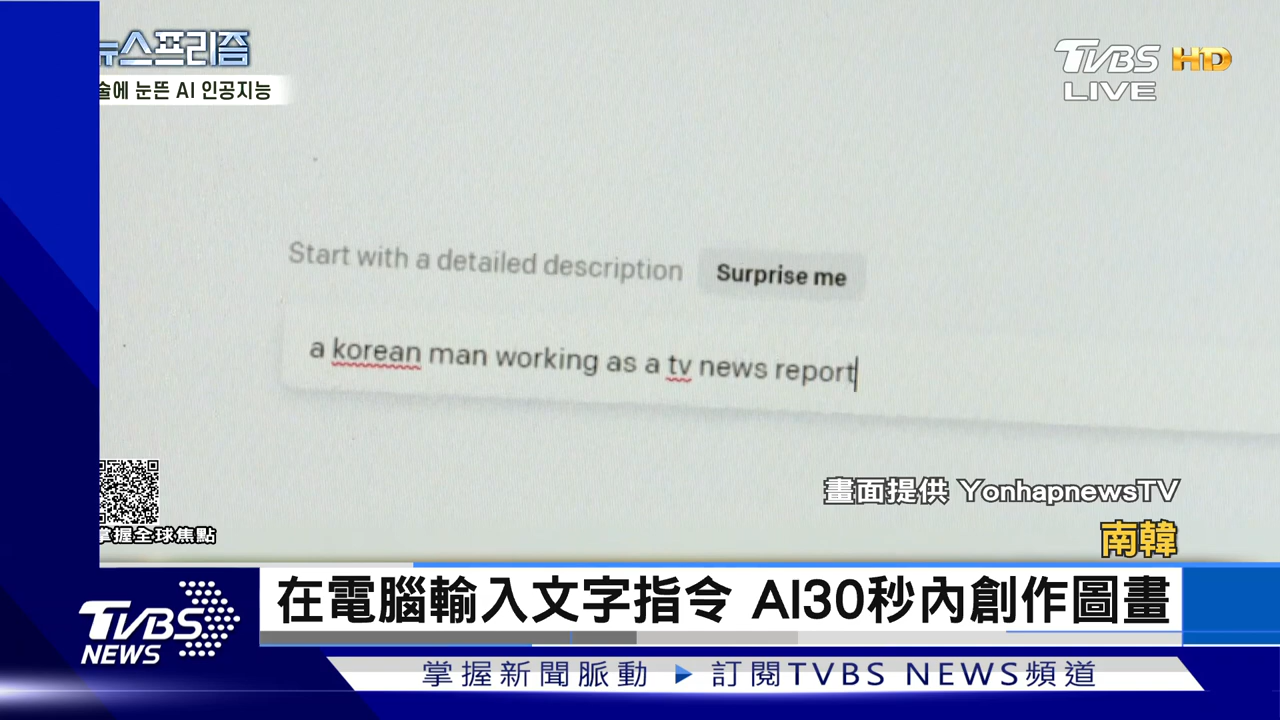 뉴스프리즘
TVBS HD
LIVE
술에 눈뜬 AI 인공지능
Start with a detailed description
Surprise me
a korean man working as a tv news report
畫面提供 YonhapnewsTV
南韓
掌握全球焦點
在電腦輸入文字指令 AI30秒內創作圖畫
TVBS
NEWS
掌握新聞脈動 ▶ 訂閱TVBS NEWS頻道